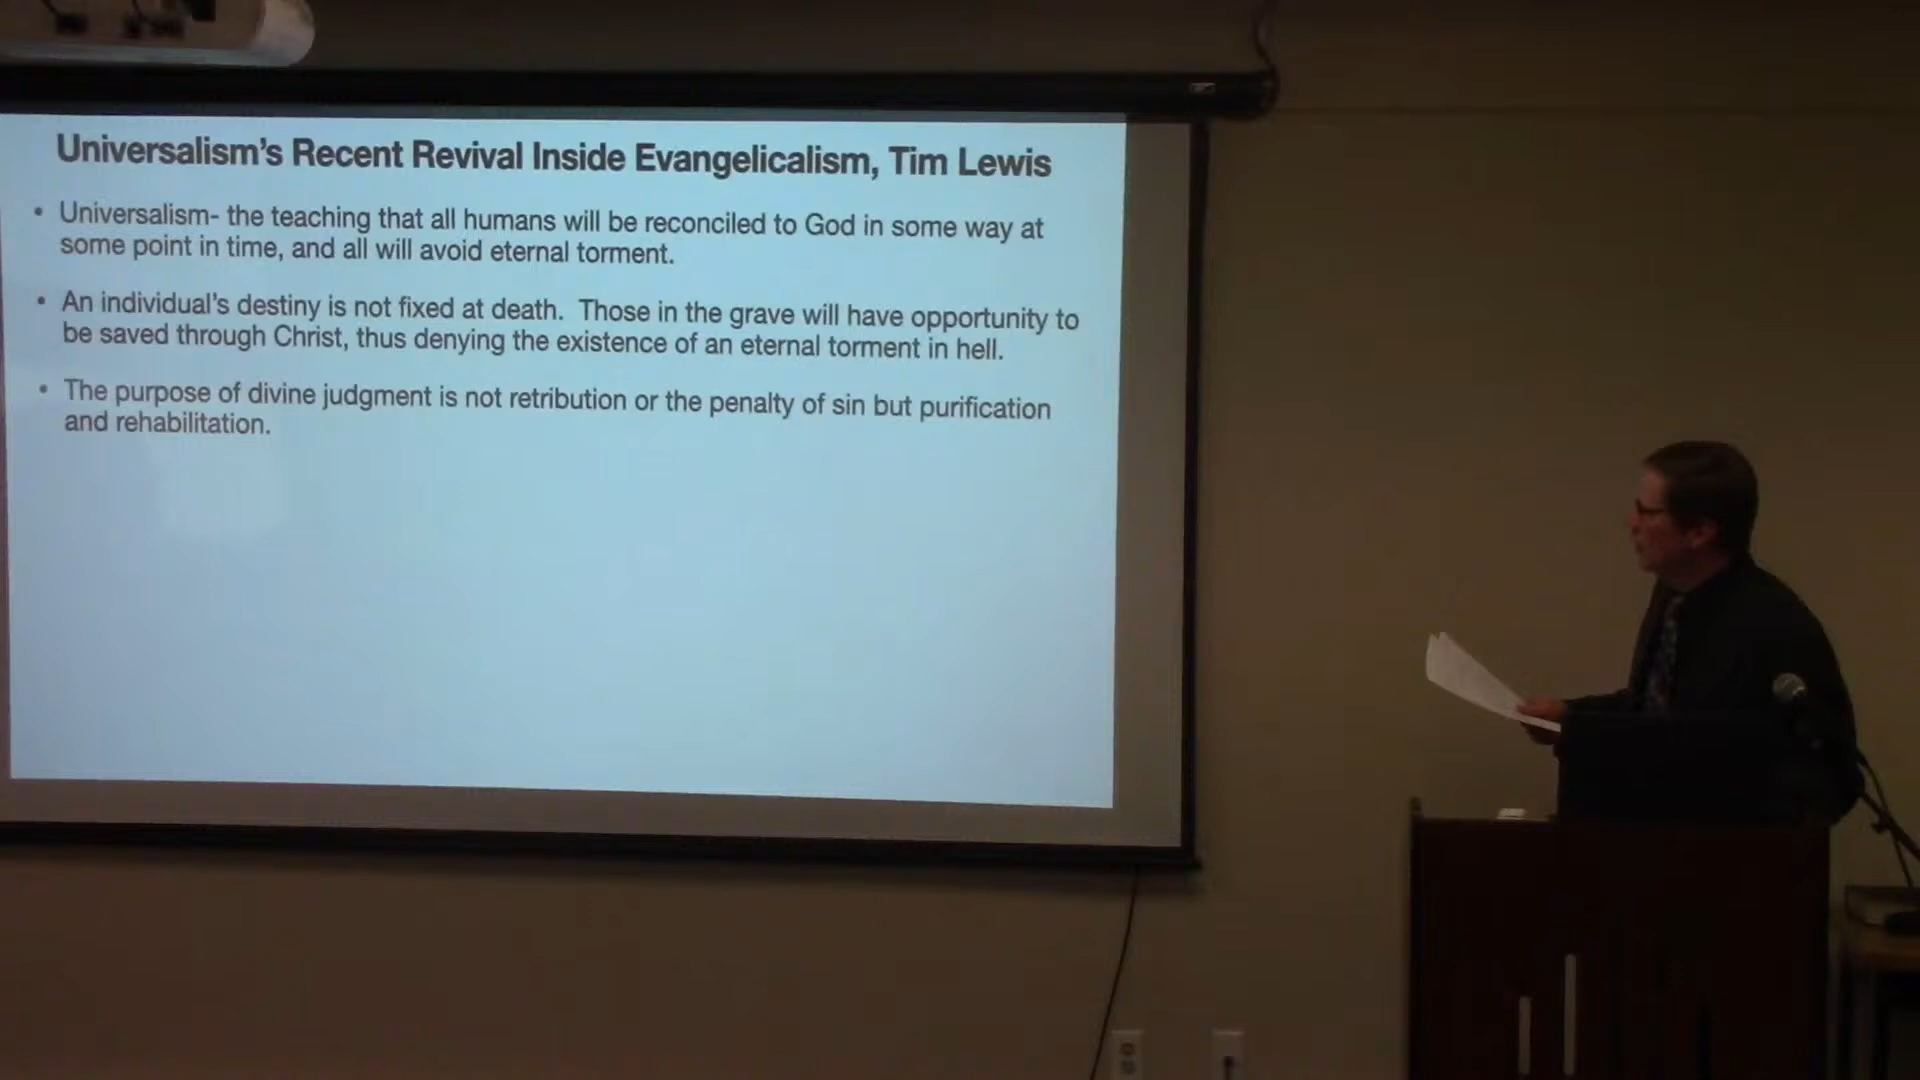 Universalism's Recent Revival Inside Evangelicalism, Tim Lewis
• Universalism- the teaching that all humans will be reconciled to God in some way at
some point in time, and all will avoid eternal torment.
• An individual's destiny is not fixed at death.  Those in the grave will have opportunity to
be saved through Christ, thus denying the existence of an eternal torment in hell.
• The purpose of divine judgment is not retribution or the penalty of sin but purification
and rehabilitation.